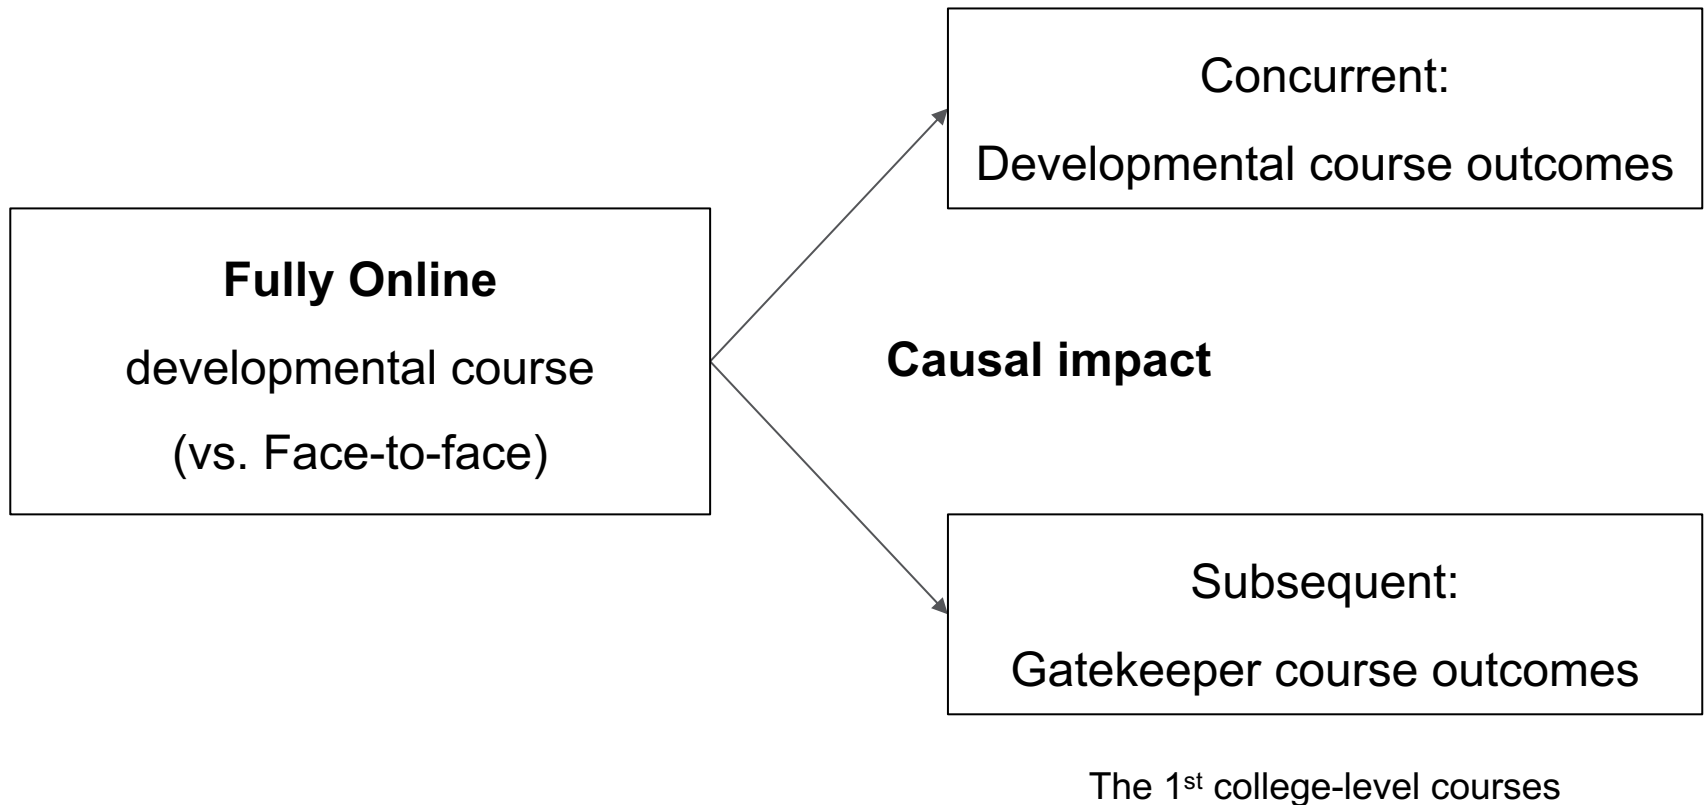 Fully Online
developmental course
(vs. Face-to-face)
Causal impact
Concurrent:
Developmental course outcomes
Subsequent:
Gatekeeper course outcomes
The 1st college-level courses